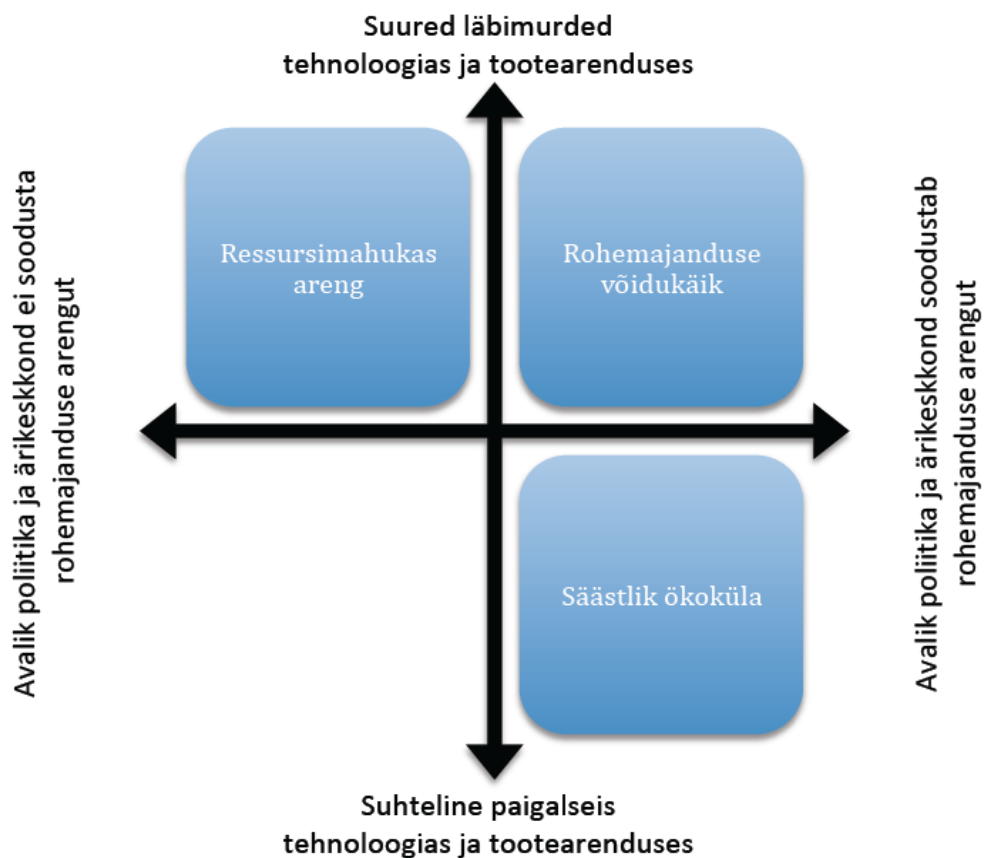 Suured läbimurded
tehnoloogias ja tootearenduses
Avalik poliitika ja ärikeskkond ei soodusta
rohemajanduse arengut
Ressursimahukas
areng
Rohemajanduse
võidukäik
Avalik poliitika ja ärikeskkond soodustab
rohemajanduse arengut
Säästlik ökoküla
Suhteline paigalseis
tehnoloogias ja tootearenduses